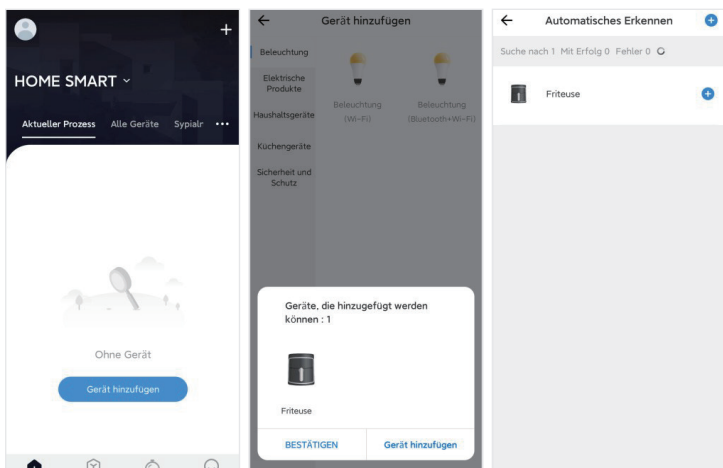 HOME SMART
Aktueller Prozess Alle Geräte Sypialr
Ohne Gerät
Gerät hinzufügen
Gerät hinzufügen
Beleuchtung
Elektrische
Produkte
Haushaltsgeräte
Küchengeräte
Sicherheit und
Schutz
Beleuchtung
(Wi-Fi)
Beleuchtung
(Bluetooth+Wi-Fi)
Geräte, die hinzugefügt werden
können : 1
Friteuse
BESTÄTIGEN Gerät hinzufügen
Automatisches Erkennen
Suche nach 1 Mit Erfolg 0 Fehler 0
Friteuse